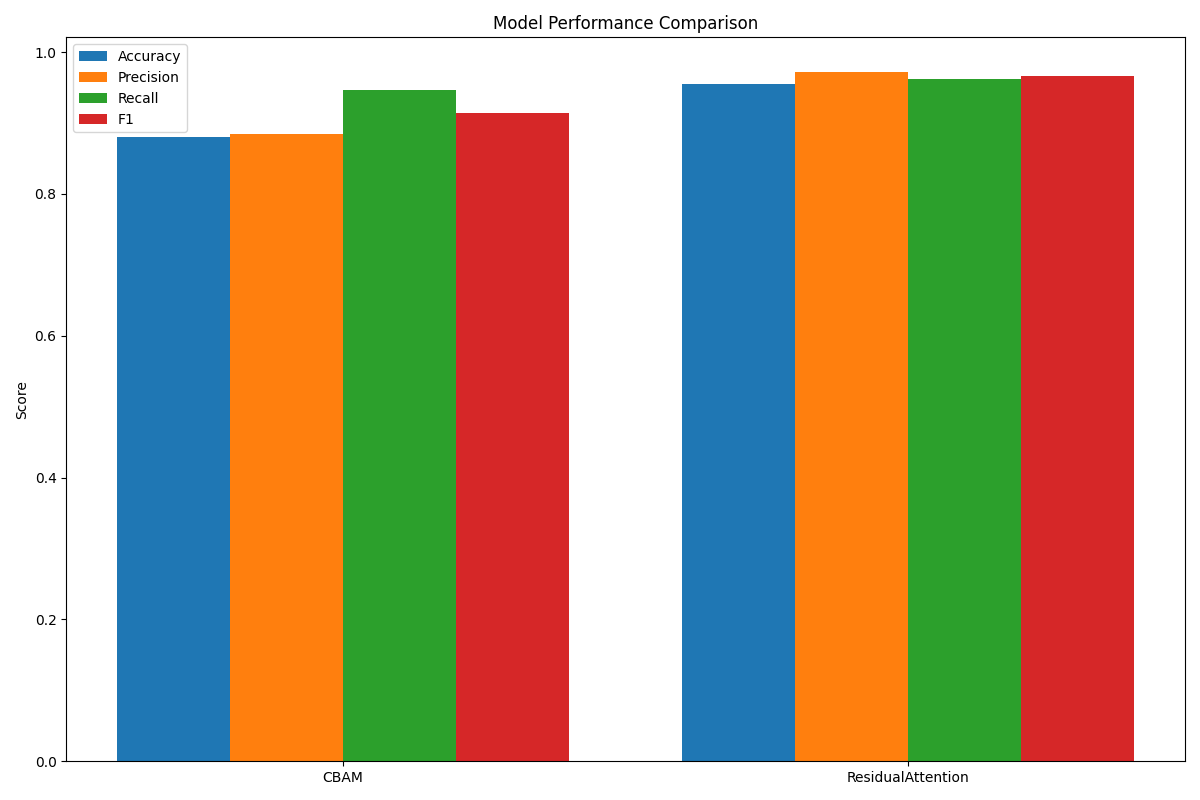 Model Performance Comparison
Accuracy
Precision
Recall
F1
1.0
0.8
0.6
0.4
0.2
0.0
Score
CBAM
ResidualAttention